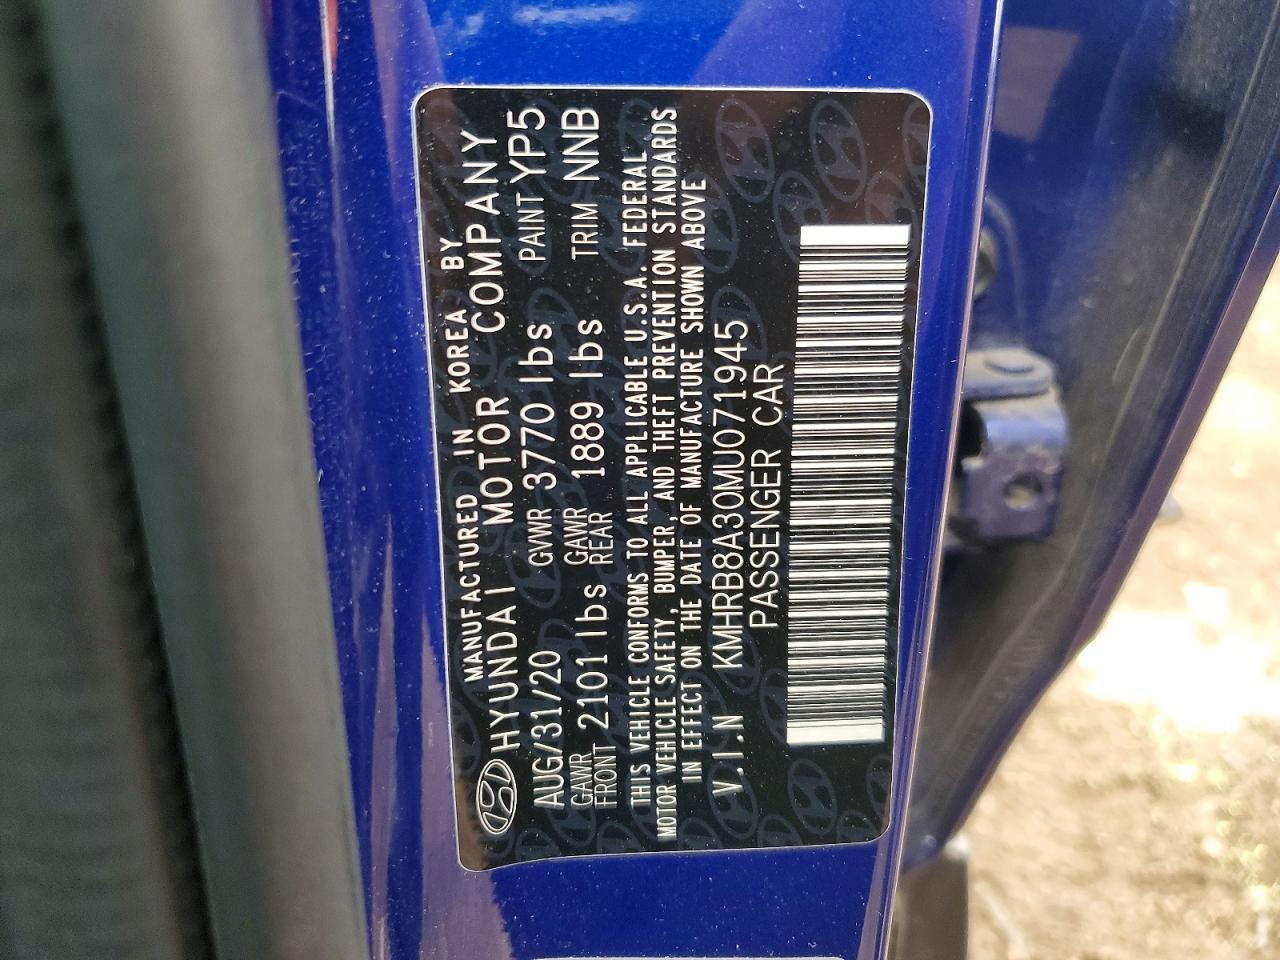 MANUFACTURED IN KOREA BY
HYUNDAI MOTOR COMPANY
AUG/31/20 GVWR 3770 lbs PAINT YP5
GAWR FRONT 2101 lbs GAWR REAR 1889 lbs TRIM NNB
THIS VEHICLE CONFORMS TO ALL APPLICABLE U.S.A. FEDERAL
MOTOR VEHICLE SAFETY, BUMPER, AND THEFT PREVENTION STANDARDS
IN EFFECT ON THE DATE OF MANUFACTURE SHOWN ABOVE
V.I.N KMHRB8A30MU071945
PASSENGER CAR